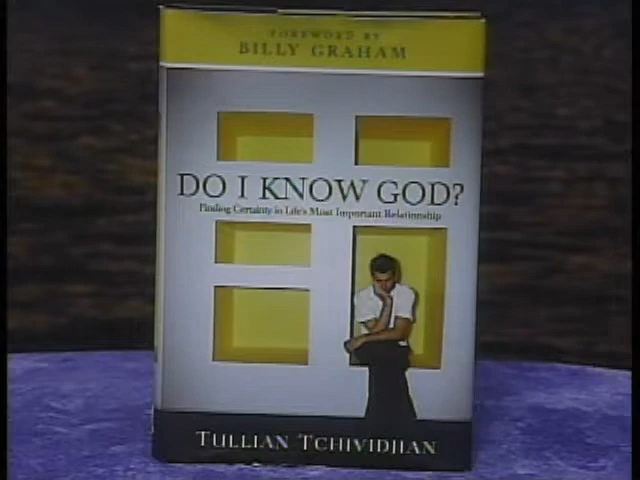 FOREWORD BY
BILLY GRAHAM
DO I KNOW GOD?
Finding Certainty in Life's Most Important Relationship
TULLIAN TCHIVIDJIAN